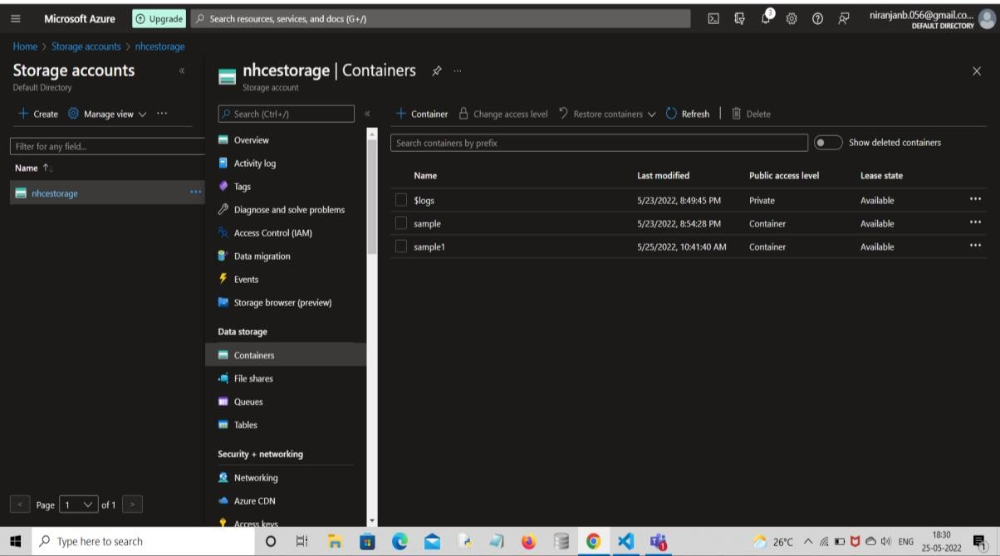 Microsoft Azure
Upgrade
Search resources, services, and docs (G+/)
3
niranjanb.056@gmail.co...
DEFAULT DIRECTORY
Home > Storage accounts > nhcestorage
Storage accounts
Default Directory
«
nhcestorage | Containers
Storage account
...
+ Create
Manage view
...
Search (Ctrl+/)
«
+ Container
Change access level
Restore containers
Refresh
Delete
Filter for any field...
Search containers by prefix
Show deleted containers
Name ↑↓
nhcestorage
...
Overview
Activity log
Tags
Diagnose and solve problems
Access Control (IAM)
Data migration
Events
Storage browser (preview)
Data storage
Containers
File shares
Queues
Tables
Security + networking
Networking
Azure CDN
Access keys
Name Last modified Public access level Lease state
$logs 5/23/2022, 8:49:45 PM Private Available ...
sample 5/23/2022, 8:54:28 PM Container Available ...
sample1 5/25/2022, 10:41:40 AM Container Available ...
< Page 1 of 1 >
Type here to search
26°C
ENG
18:30
25-05-2022
1